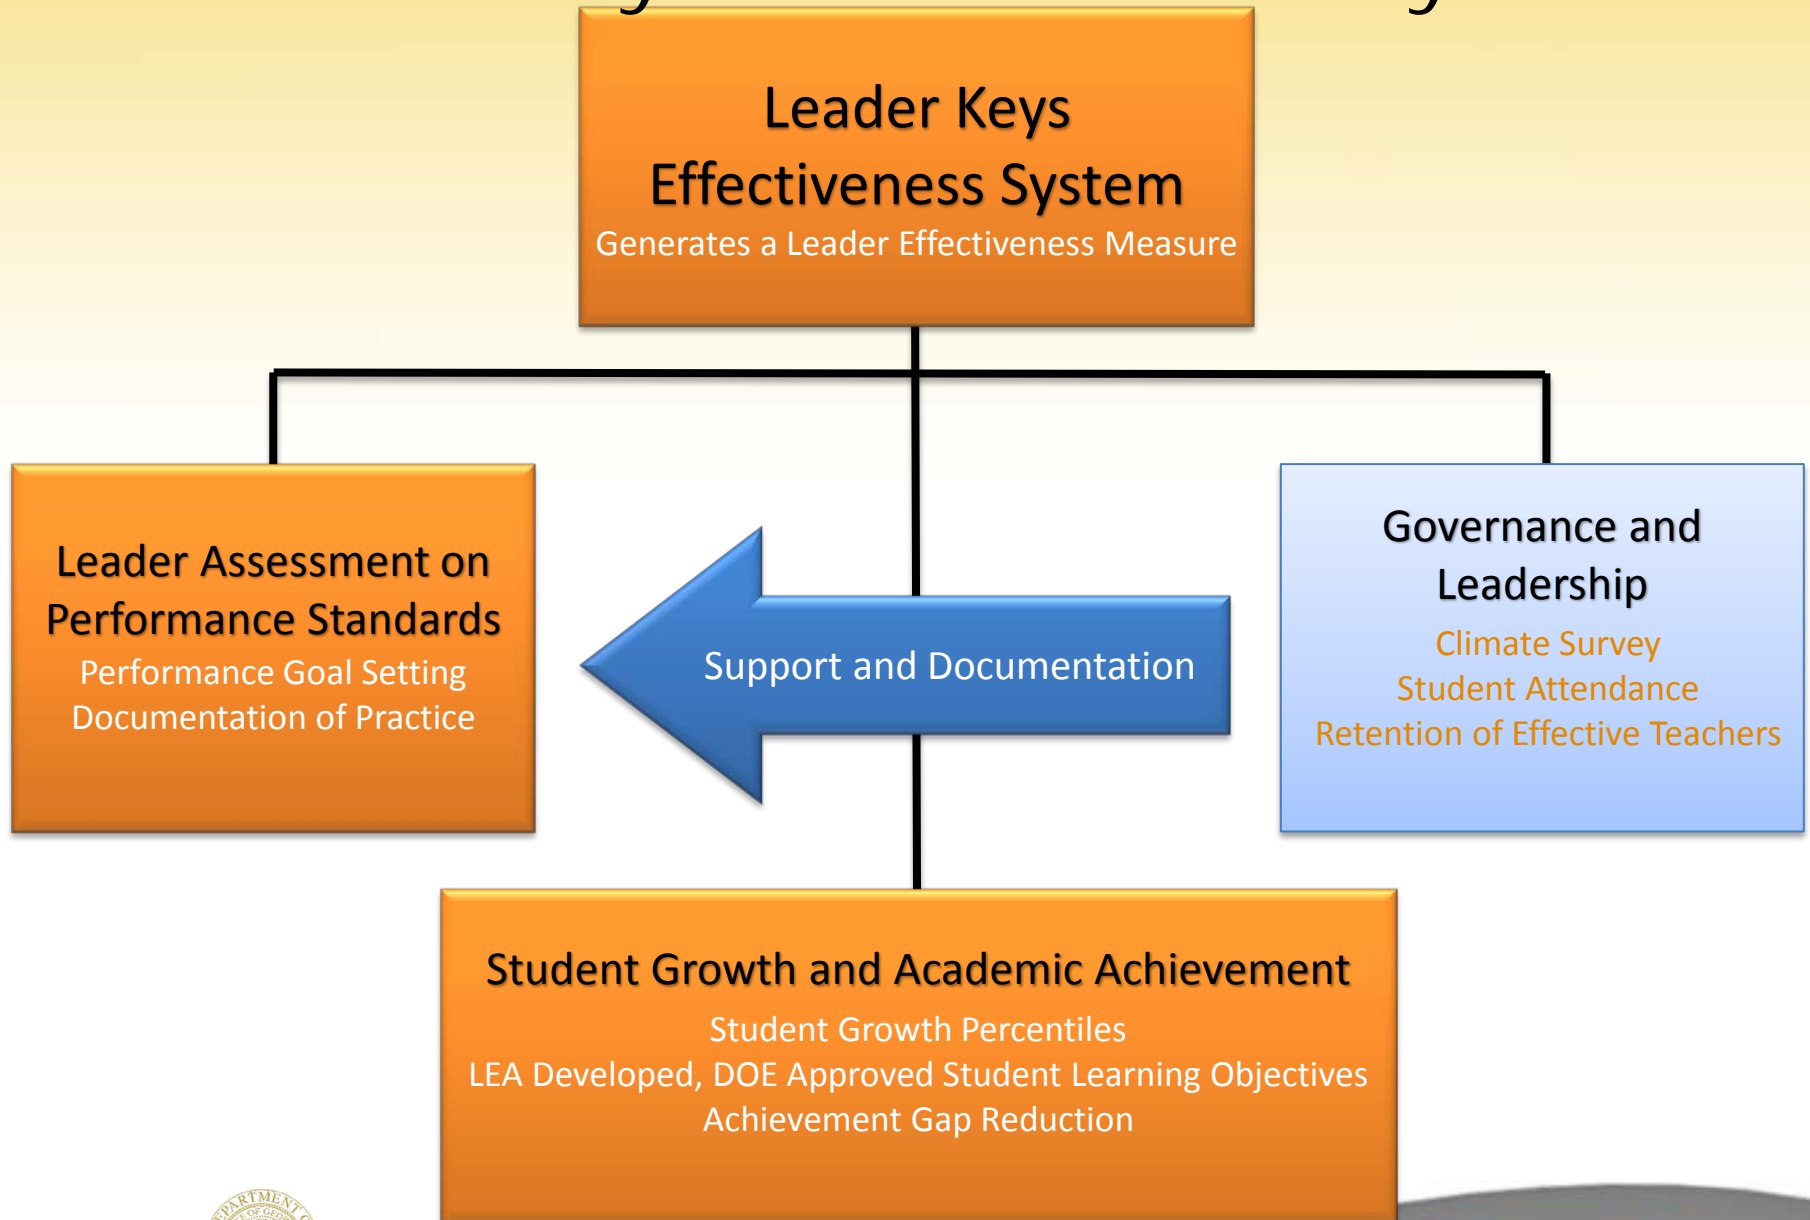 Leader Keys
Effectiveness System
Generates a Leader Effectiveness Measure
Leader Assessment on
Performance Standards
Performance Goal Setting
Documentation of Practice
Support and Documentation
Governance and
Leadership
Climate Survey
Student Attendance
Retention of Effective Teachers
Student Growth and Academic Achievement
Student Growth Percentiles
LEA Developed, DOE Approved Student Learning Objectives
Achievement Gap Reduction